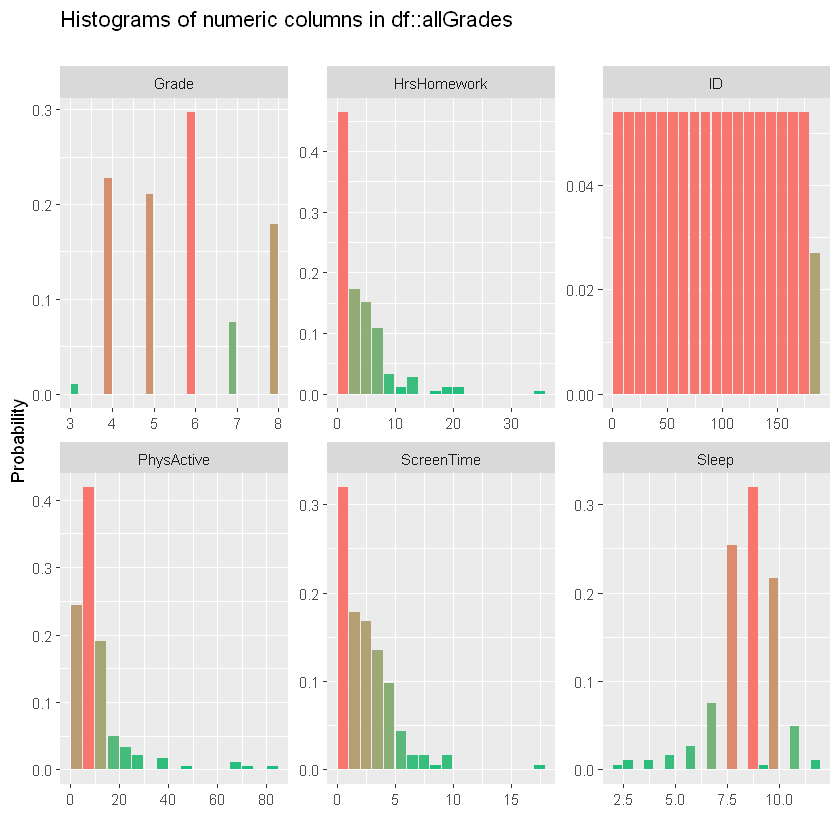 Histograms of numeric columns in df::allGrades
Grade
HrsHomework
ID
0.3
0.2
0.1
0.0
3 4 5 6 7 8
0.4
0.3
0.2
0.1
0.0
0 10 20 30
0.04
0.02
0.00
0 50 100 150
Probability
PhysActive
ScreenTime
Sleep
0.4
0.3
0.2
0.1
0.0
0 20 40 60 80
0.3
0.2
0.1
0.0
0 5 10 15
0.3
0.2
0.1
0.0
2.5 5.0 7.5 10.0